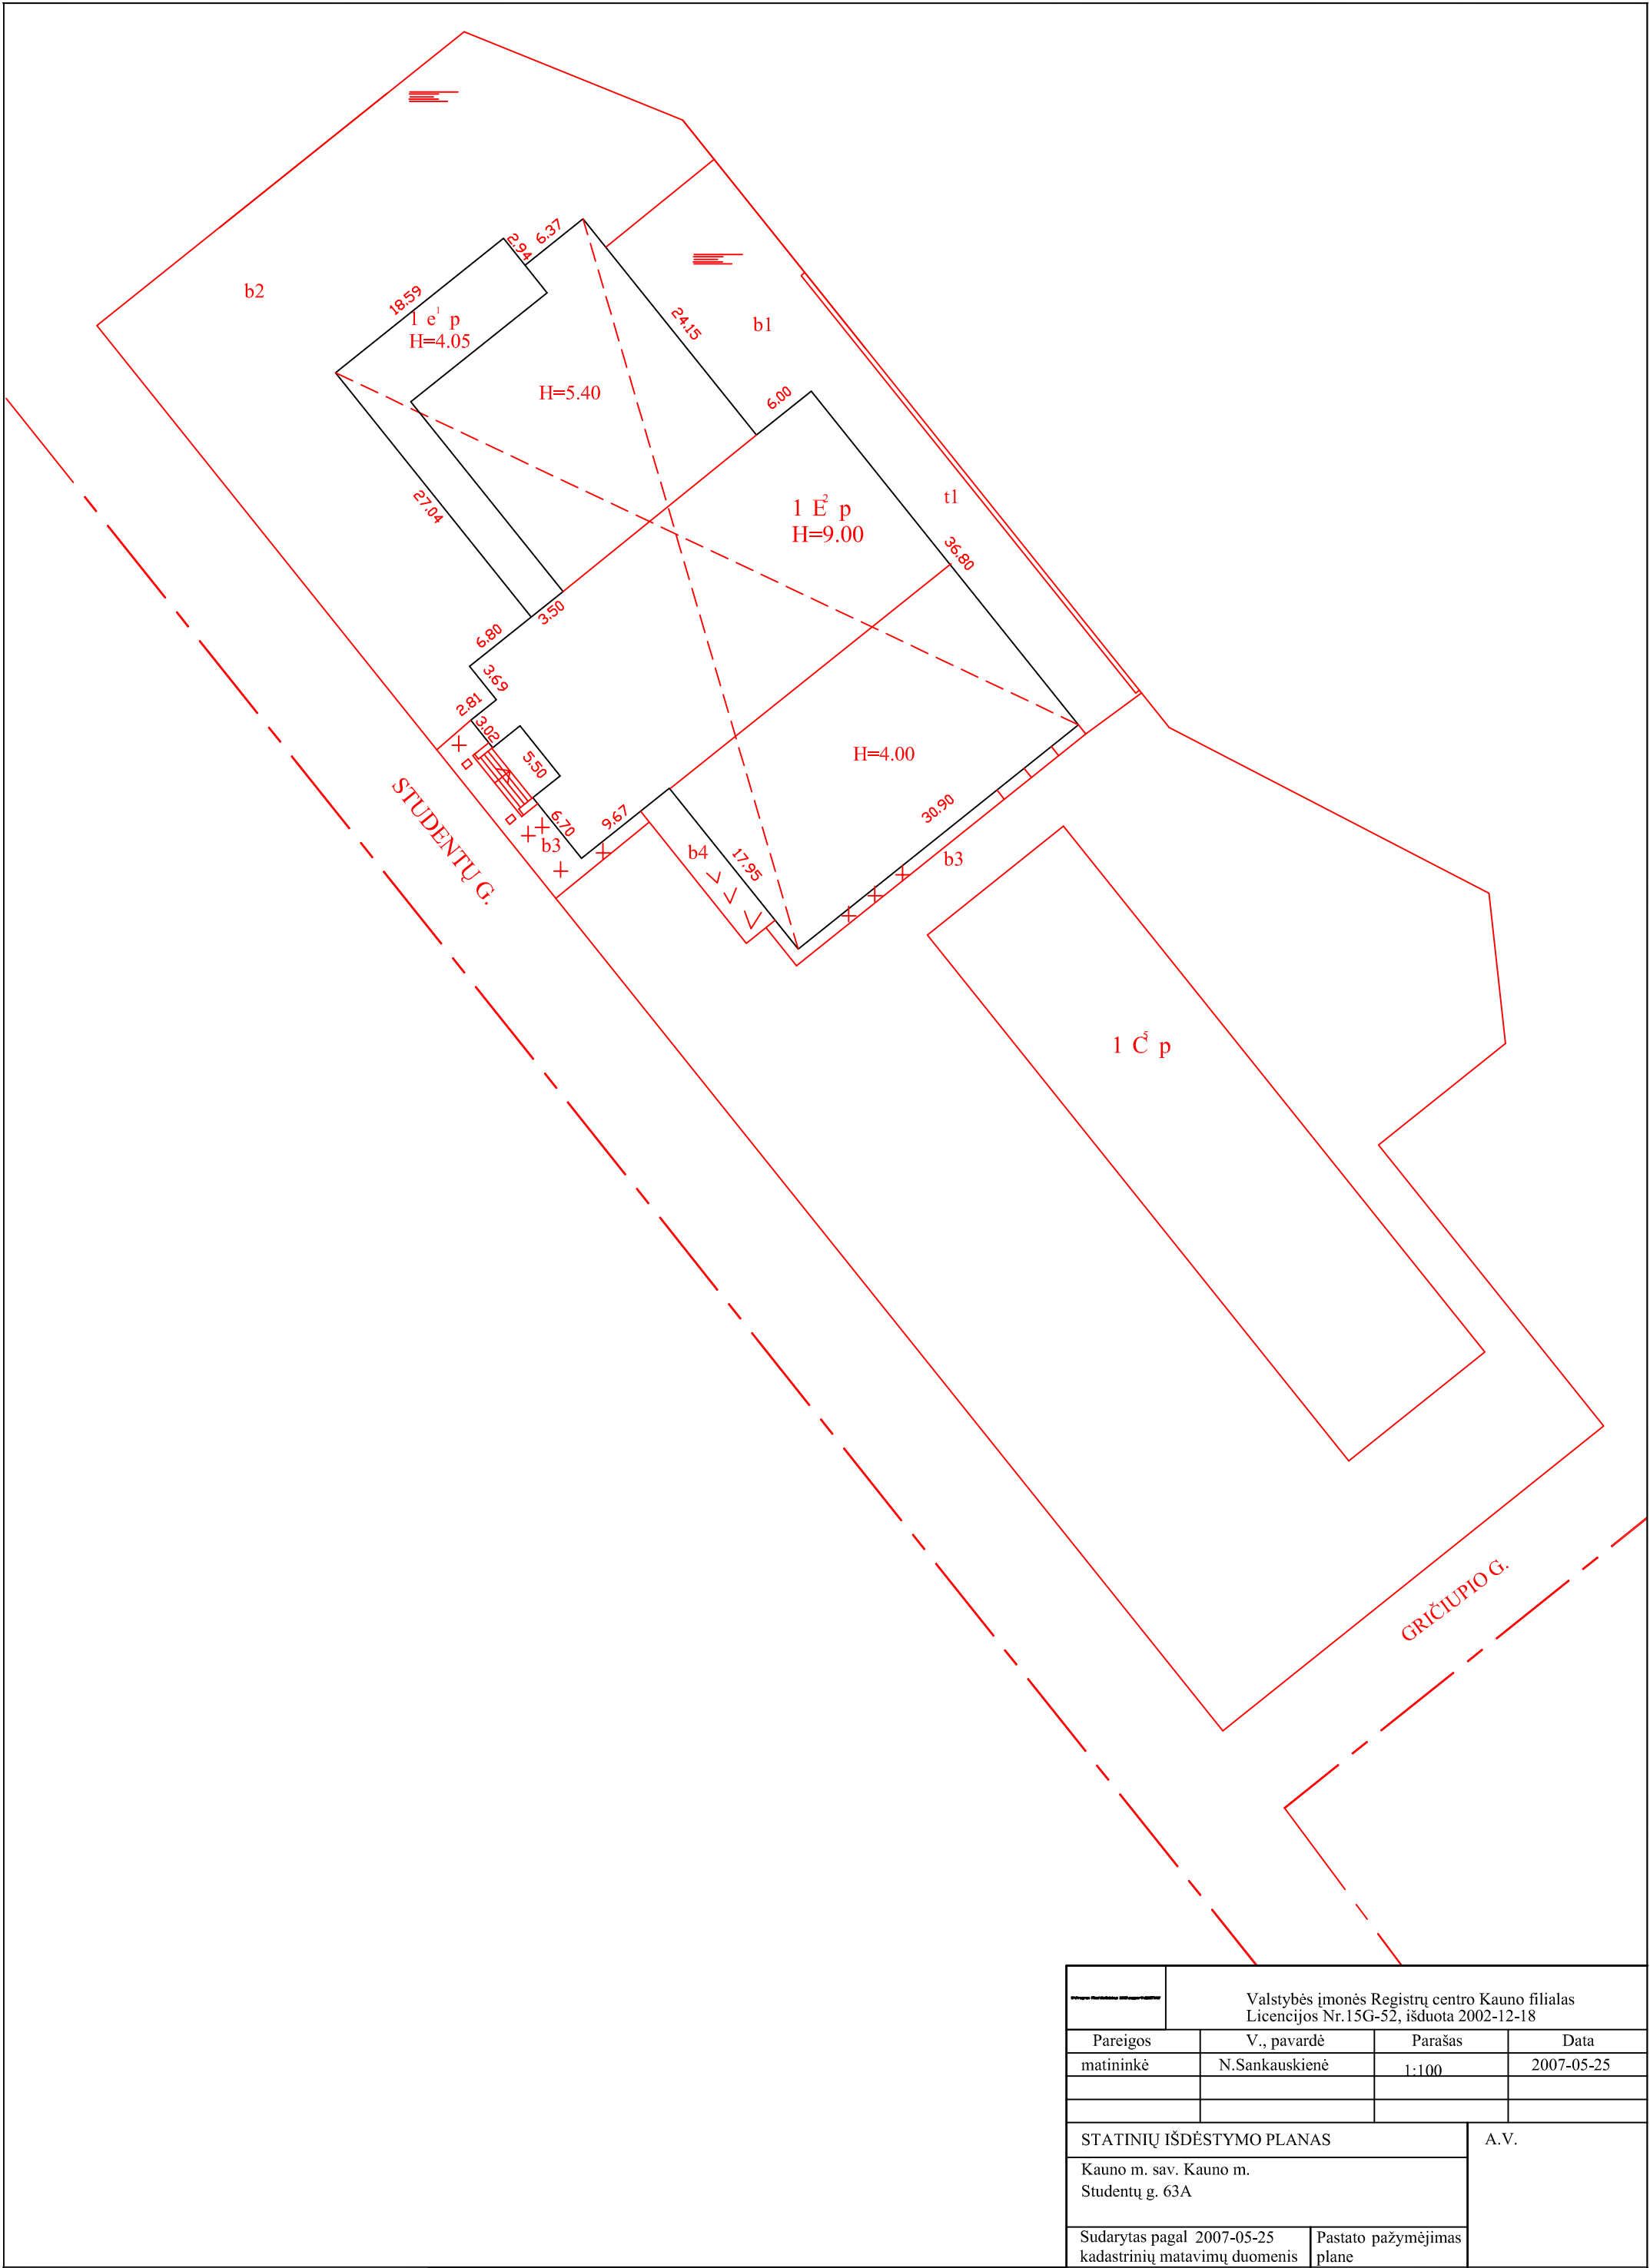 6.37
2.94
b2
18.59
1 e¹ p
H=4.05
24.15
b1
H=5.40
6.00
27.04
t1
1 E² p
H=9.00
36.80
3.50
6.80
3.69
2.81
3.02
5.50
H=4.00
STUDENTŲ G.
6.70
9.67
30.90
b3
b4
17.95
b3
1 C⁵ p
GRIČIUPIO G.
Valstybės įmonės Registrų centro Kauno filialas
Licencijos Nr.15G-52, išduota 2002-12-18
Pareigos V., pavardė Parašas Data
matininkė N.Sankauskienė 1:100 2007-05-25
STATINIŲ IŠDĖSTYMO PLANAS A.V.
Kauno m. sav. Kauno m.
Studentų g. 63A
Sudarytas pagal 2007-05-25 Pastato pažymėjimas
kadastrinių matavimų duomenis plane